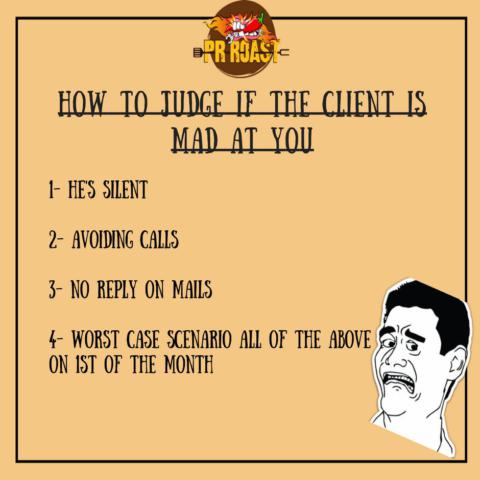 PR ROAST
HOW TO JUDGE IF THE CLIENT IS
MAD AT YOU
1- HE'S SILENT
2- AVOIDING CALLS
3- NO REPLY ON MAILS
4- WORST CASE SCENARIO ALL OF THE ABOVE
ON 1ST OF THE MONTH